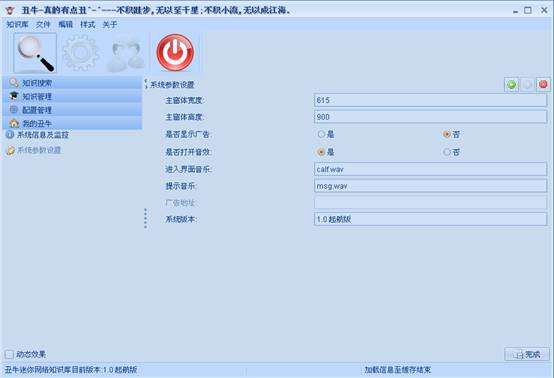 丑牛-真的有点丑^-^---不积跬步,无以至千里;不积小流,无以成江海。
知识库 文件 编辑 样式 关于
知识搜索
知识管理
配置管理
我的丑牛
系统信息及监控
系统参数设置
系统参数设置
主窗体宽度: 615
主窗体高度: 900
是否显示广告: 是 否
是否打开音效: 是 否
进入界面音乐: calf.wav
提示音乐: msg.wav
广告地址:
系统版本: 1.0起航版
动态效果
完成
丑牛迷你网络知识库目前版本:1.0起航版
加载信息至缓存结束